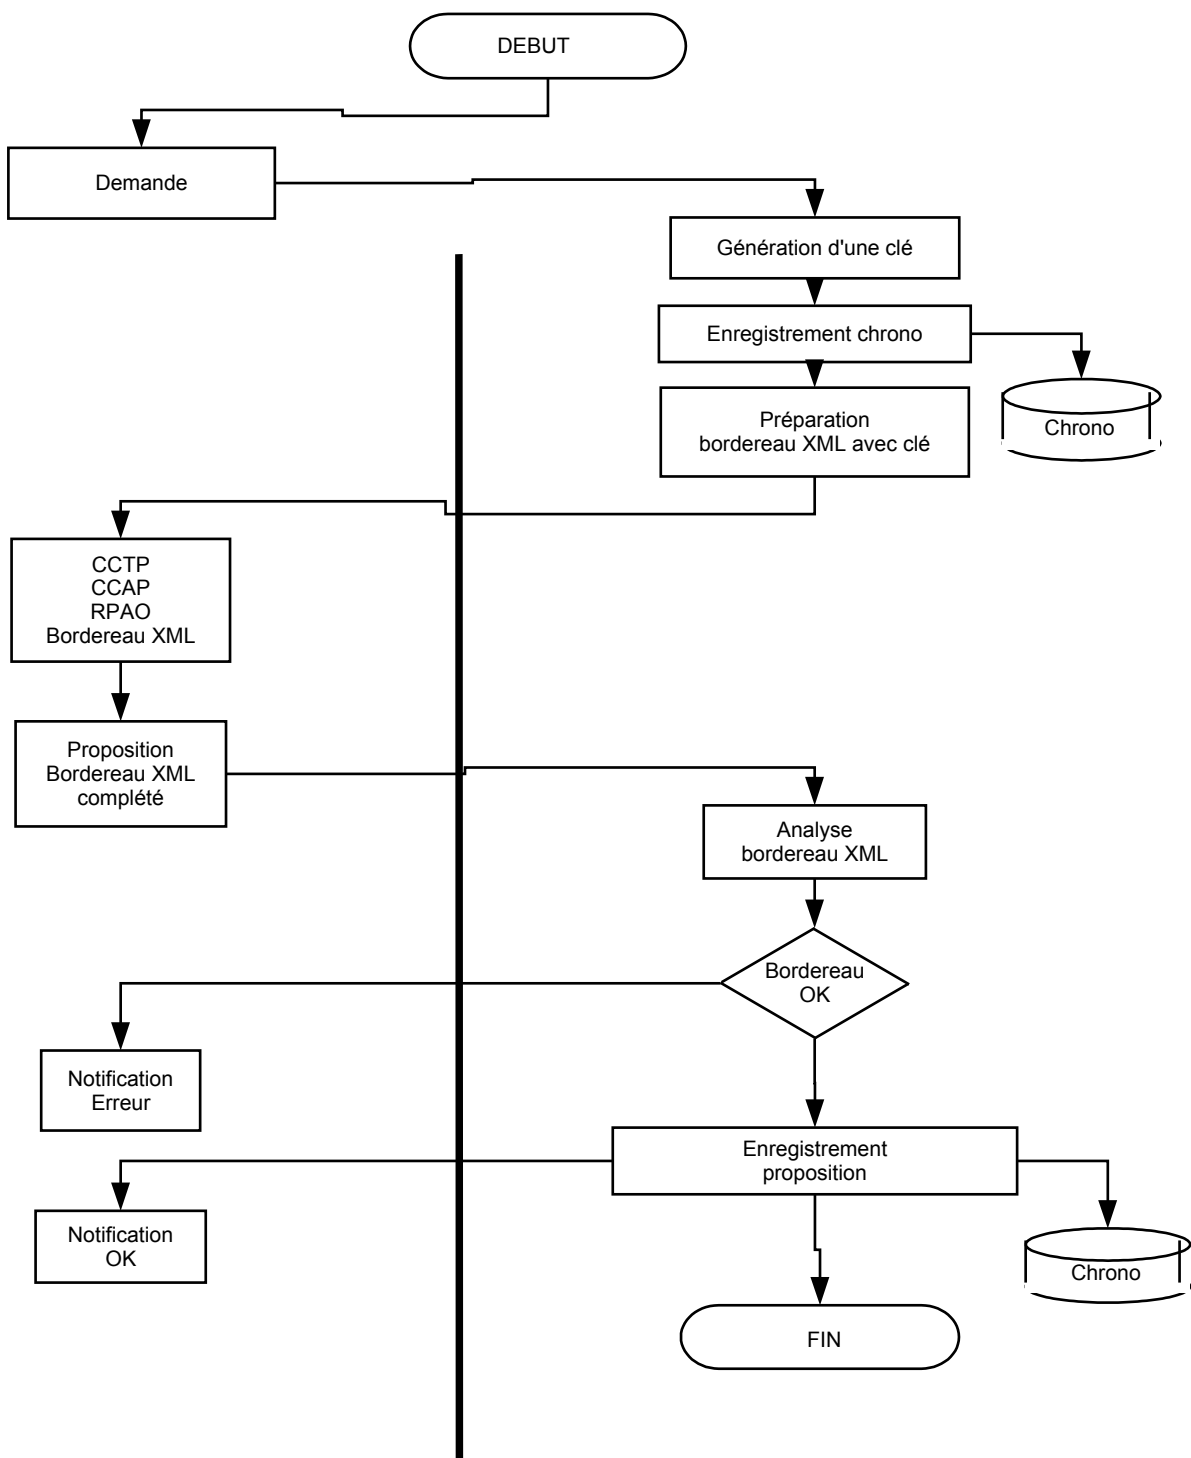 DEBUT
Demande
Génération d'une clé
Enregistrement chrono
Préparation
bordereau XML avec clé
Chrono
CCTP
CCAP
RPAO
Bordereau XML
Proposition
Bordereau XML
complété
Analyse
bordereau XML
Bordereau
OK
Notification
Erreur
Enregistrement
proposition
Notification
OK
Chrono
FIN